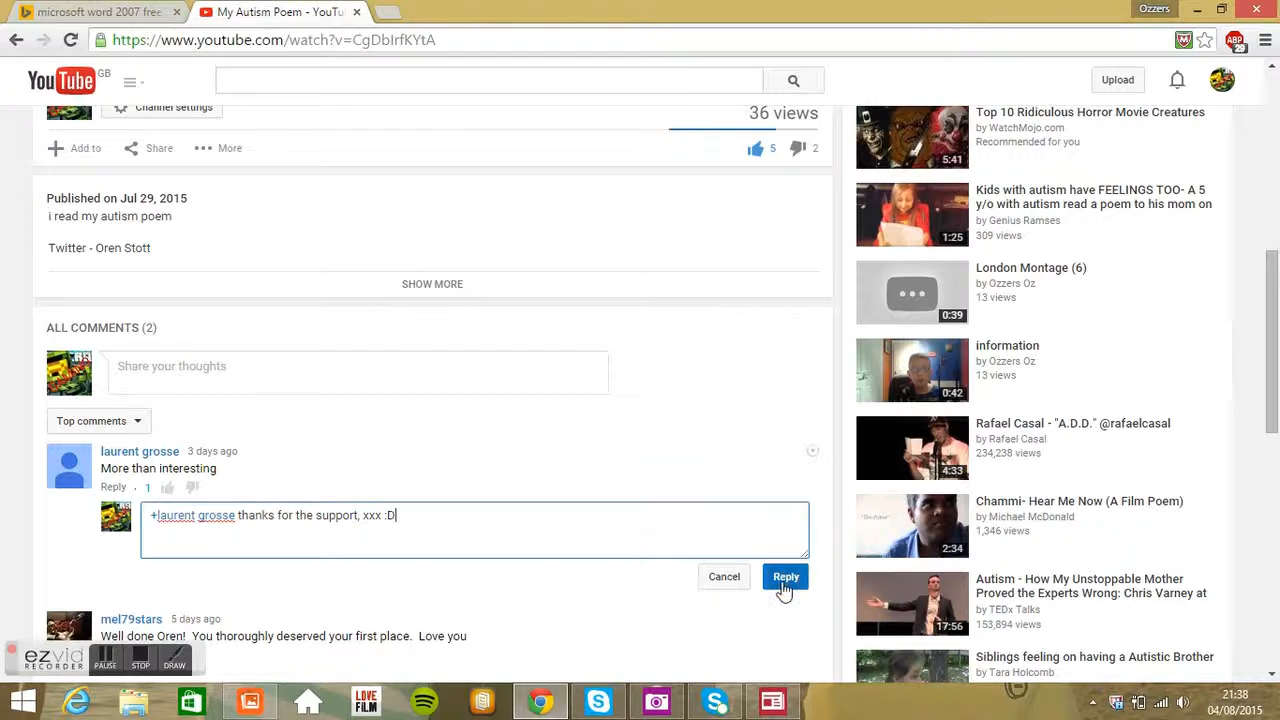 microsoft word 2007 free
My Autism Poem - YouTu
Ozzers
https://www.youtube.com/watch?v=CgDbIrfKYtA
ABP
29
YouTube GB
Upload
Channel settings
36 views
Add to
Share
More
5
2
Published on Jul 29, 2015
i read my autism poem
Twitter - Oren Stott
SHOW MORE
ALL COMMENTS (2)
Share your thoughts
Top comments
laurent grosse 3 days ago
More than interesting
Reply . 1
+laurent grosse thanks for the support, xxx :D
Cancel
Reply
mel79stars 5 days ago
Well done Oren! You thoroughly deserved your first place. Love you
Top 10 Ridiculous Horror Movie Creatures
by WatchMojo.com
Recommended for you
5:41
Kids with autism have FEELINGS TOO- A 5
y/o with autism read a poem to his mom on
by Genius Ramses
309 views
1:25
London Montage (6)
by Ozzers Oz
13 views
0:39
information
by Ozzers Oz
13 views
0:42
Rafael Casal - "A.D.D." @rafaelcasal
by Rafael Casal
234,238 views
4:33
Chammi- Hear Me Now (A Film Poem)
by Michael McDonald
1,346 views
2:34
Autism - How My Unstoppable Mother
Proved the Experts Wrong: Chris Varney at
by TEDx Talks
153,894 views
17:56
Siblings feeling on having a Autistic Brother
by Tara Holcomb
ezvid
RECORDER
PAUSE
STOP
DRAW
LOVE
FiLM
21:38
04/08/2015